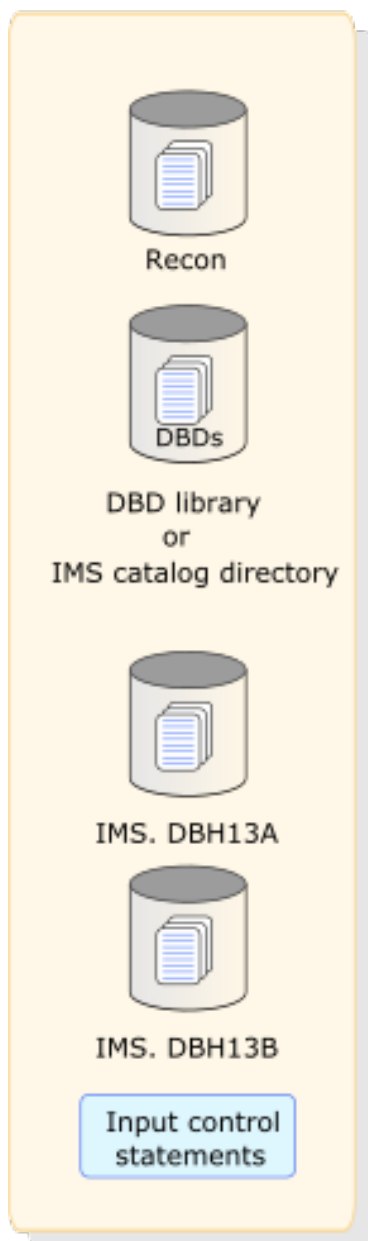 Recon
DBDs
DBD library
or
IMS catalog directory
IMS. DBH13A
IMS. DBH13B
Input control
statements